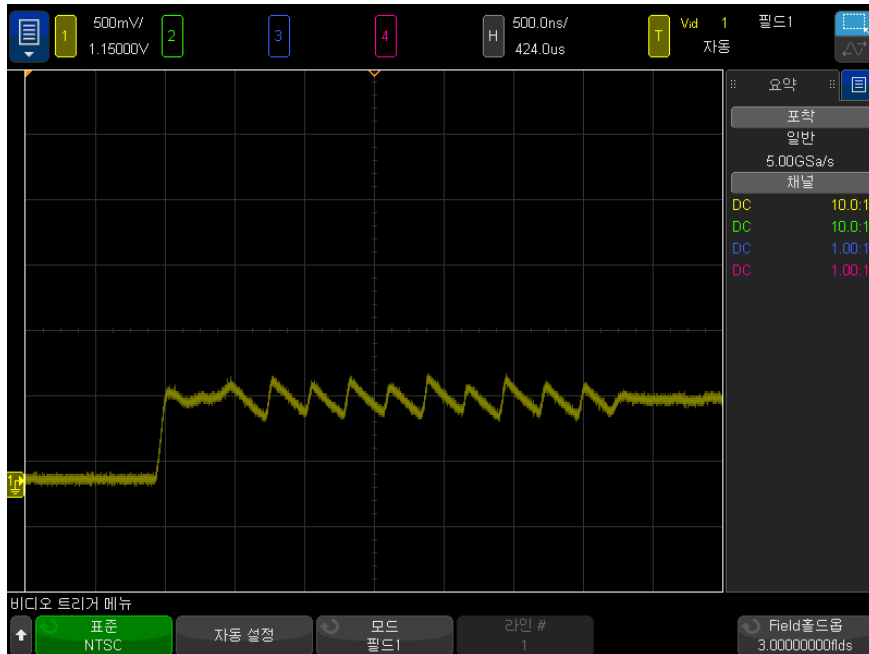 1 500mV/ 1.15000V
2
3
4
H 500.0ns/ 424.0us
T Vid 1 필드1 자동
요약
포착
일반
5.00GSa/s
채널
DC 10.0:1
DC 10.0:1
DC 1.00:1
DC 1.00:1
1
비디오 트리거 메뉴
표준 NTSC
자동 설정
모드 필드1
라인 # 1
Field홀드옵 3.00000000flds